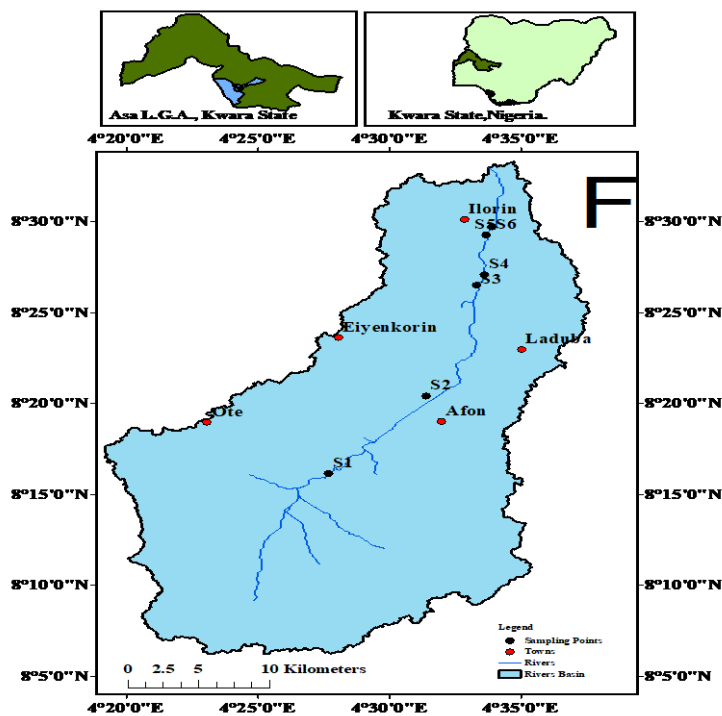 Asa L.G.A., Kwara State
Kwara State,Nigeria.
4°20'0"E 4°25'0"E 4°30'0"E 4°35'0"E
F
8°30'0"N 8°30'0"N
Ilorin
S5 S6
S4
S3
8°25'0"N 8°25'0"N
Eiyenkorin
Laduba
8°20'0"N 8°20'0"N
S2
Ote
Afon
S1
8°15'0"N 8°15'0"N
8°10'0"N 8°10'0"N
Legend
Sampling Points
Towns
Rivers
Rivers Basin
0 2.5 5 10 Kilometers
8°5'0"N 8°5'0"N
4°20'0"E 4°25'0"E 4°30'0"E 4°35'0"E